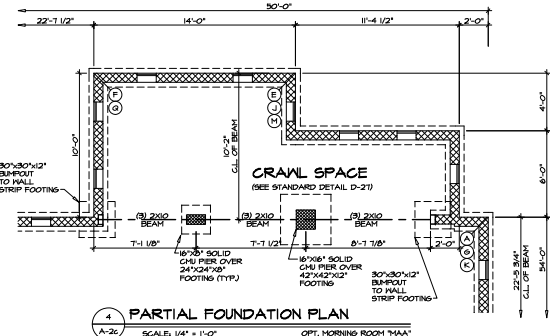 50'-0"
22'-7 1/2"
14'-0"
11'-4 1/2"
2'-0"
F
G
E
J
M
10'-0"
10'-2"
C.L. OF BEAM
4'-0"
6'-0"
30"x30"x12"
BUMPOUT
TO WALL
STRIP FOOTING
CRAWL SPACE
(SEE STANDARD DETAIL D-27)
(3) 2X10
BEAM
(3) 2X10
BEAM
(3) 2X10
BEAM
7'-1 1/8"
7'-7 1/2"
8'-7 7/8"
2'-0"
A
G
K
22'-5 3/4"
C.L. OF BEAM
54'-0"
16"X8" SOLID
CMU PIER OVER
24"X24"X8"
FOOTING (TYP.)
16"X16" SOLID
CMU PIER OVER
42"X42"X12"
FOOTING
30"x30"x12"
BUMPOUT
TO WALL
STRIP FOOTING
4
A-2c
PARTIAL FOUNDATION PLAN
SCALE: 1/4" = 1'-0"
OPT. MORNING ROOM "MAA"